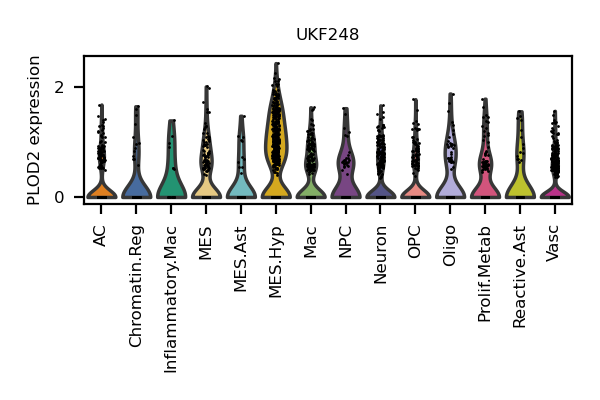 UKF248
PLOD2 expression
2
0
AC
Chromatin.Reg
Inflammatory.Mac
MES
MES.Ast
MES.Hyp
Mac
NPC
Neuron
OPC
Oligo
Prolif.Metab
Reactive.Ast
Vasc